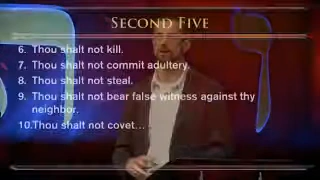 SECOND FIVE
6. Thou shalt not kill.
7. Thou shalt not commit adultery.
8. Thou shalt not steal.
9. Thou shalt not bear false witness against thy
neighbor.
10.Thou shalt not covet…